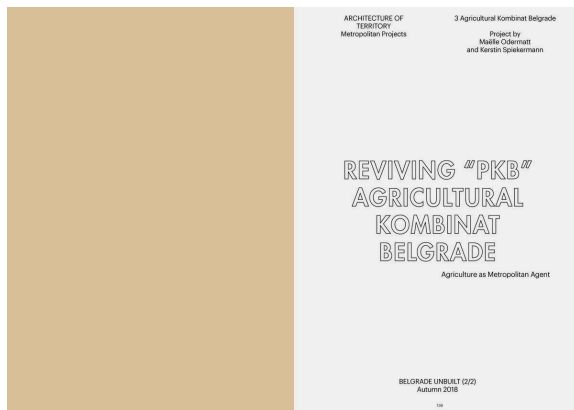 ARCHITECTURE OF
TERRITORY
Metropolitan Projects
3 Agricultural Kombinat Belgrade
Project by
Maëlle Odermatt
and Kerstin Spiekermann
REVIVING “PKB”
AGRICULTURAL
KOMBINAT
BELGRADE
Agriculture as Metropolitan Agent
BELGRADE UNBUILT (2/2)
Autumn 2018